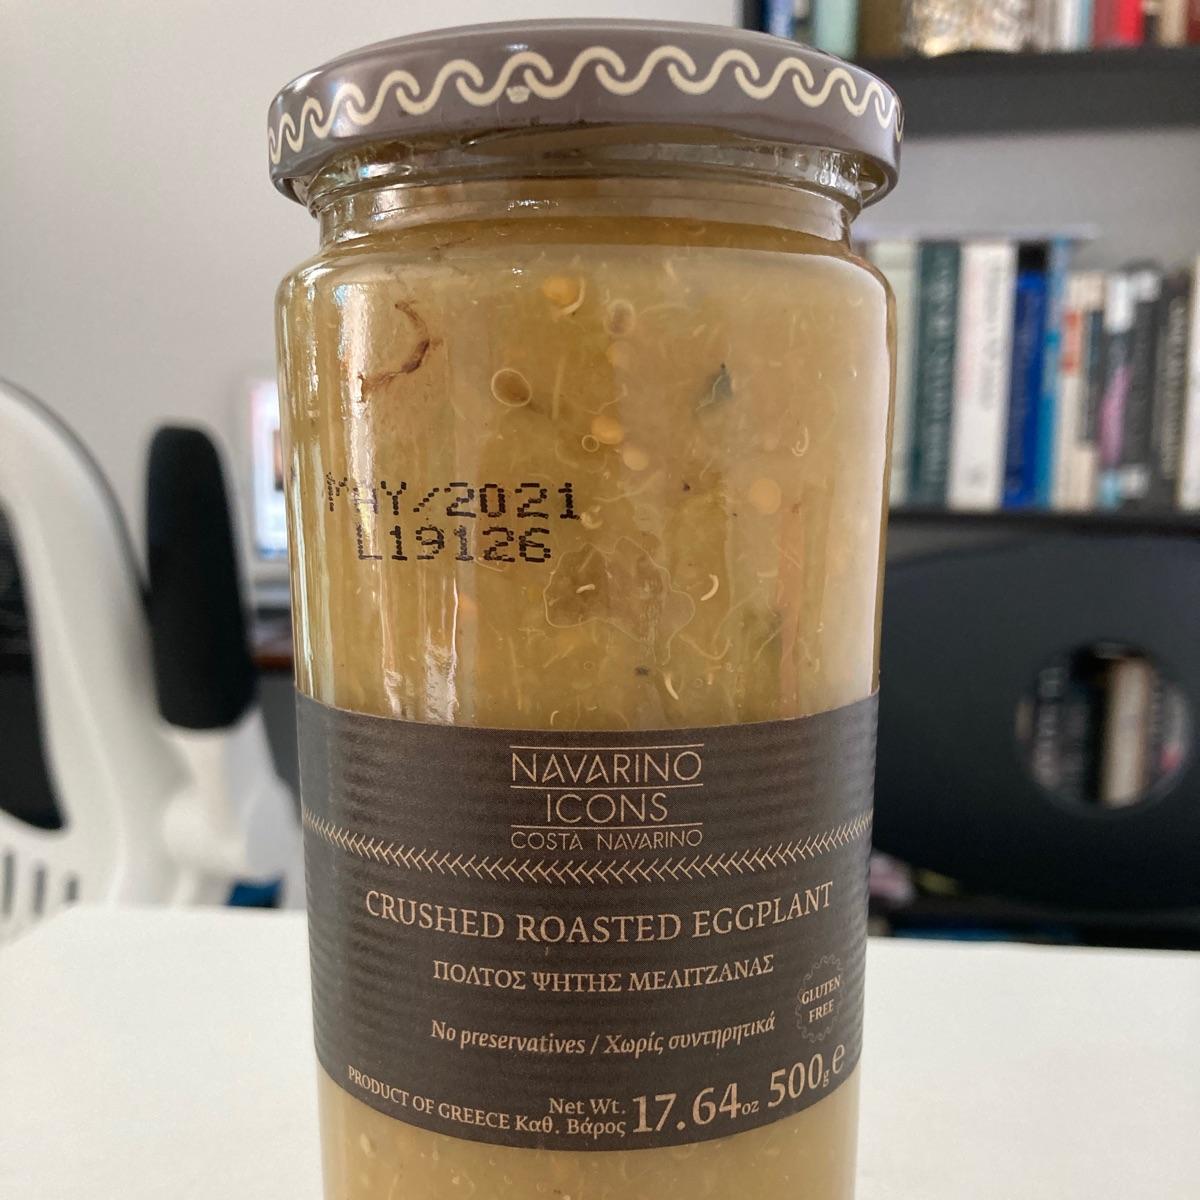 /2021
L19126
NAVARINO
ICONS
COSTA NAVARINO
CRUSHED ROASTED EGGPLANT
ΠΟΛΤΟΣ ΨΗΤΗΣ ΜΕΛΙΤΖΑΝΑΣ
GLUTEN
FREE
No preservatives / Χωρίς συντηρητικά
PRODUCT OF GREECE Net Wt. Καθ. Βάρος 17.64oz 500g e